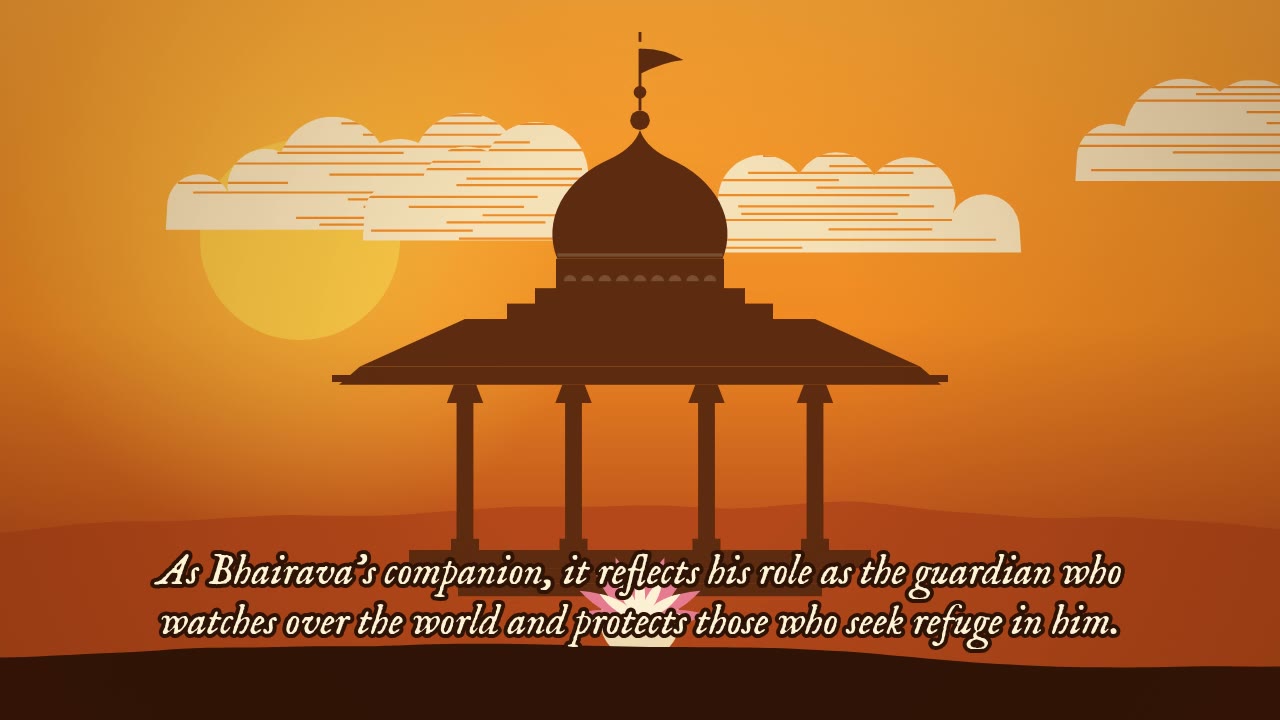 As Bhairava's companion, it reflects his role as the guardian who
watches over the world and protects those who seek refuge in him.